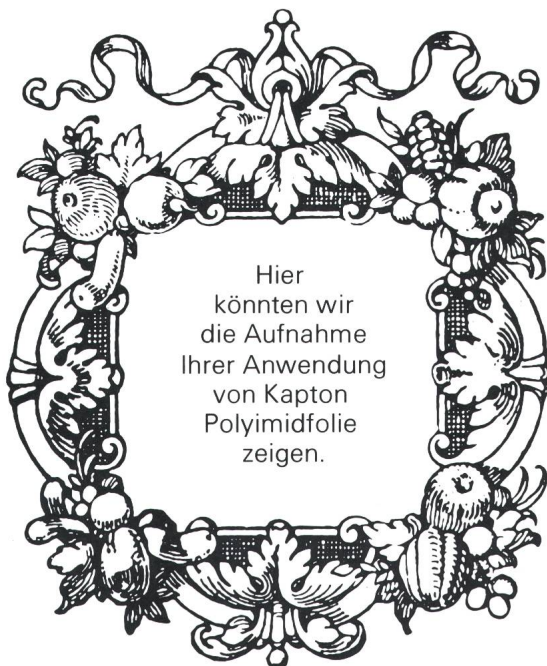 Hier
könnten wir
die Aufnahme
Ihrer Anwendung
von Kapton
Polyimidfolie
zeigen.